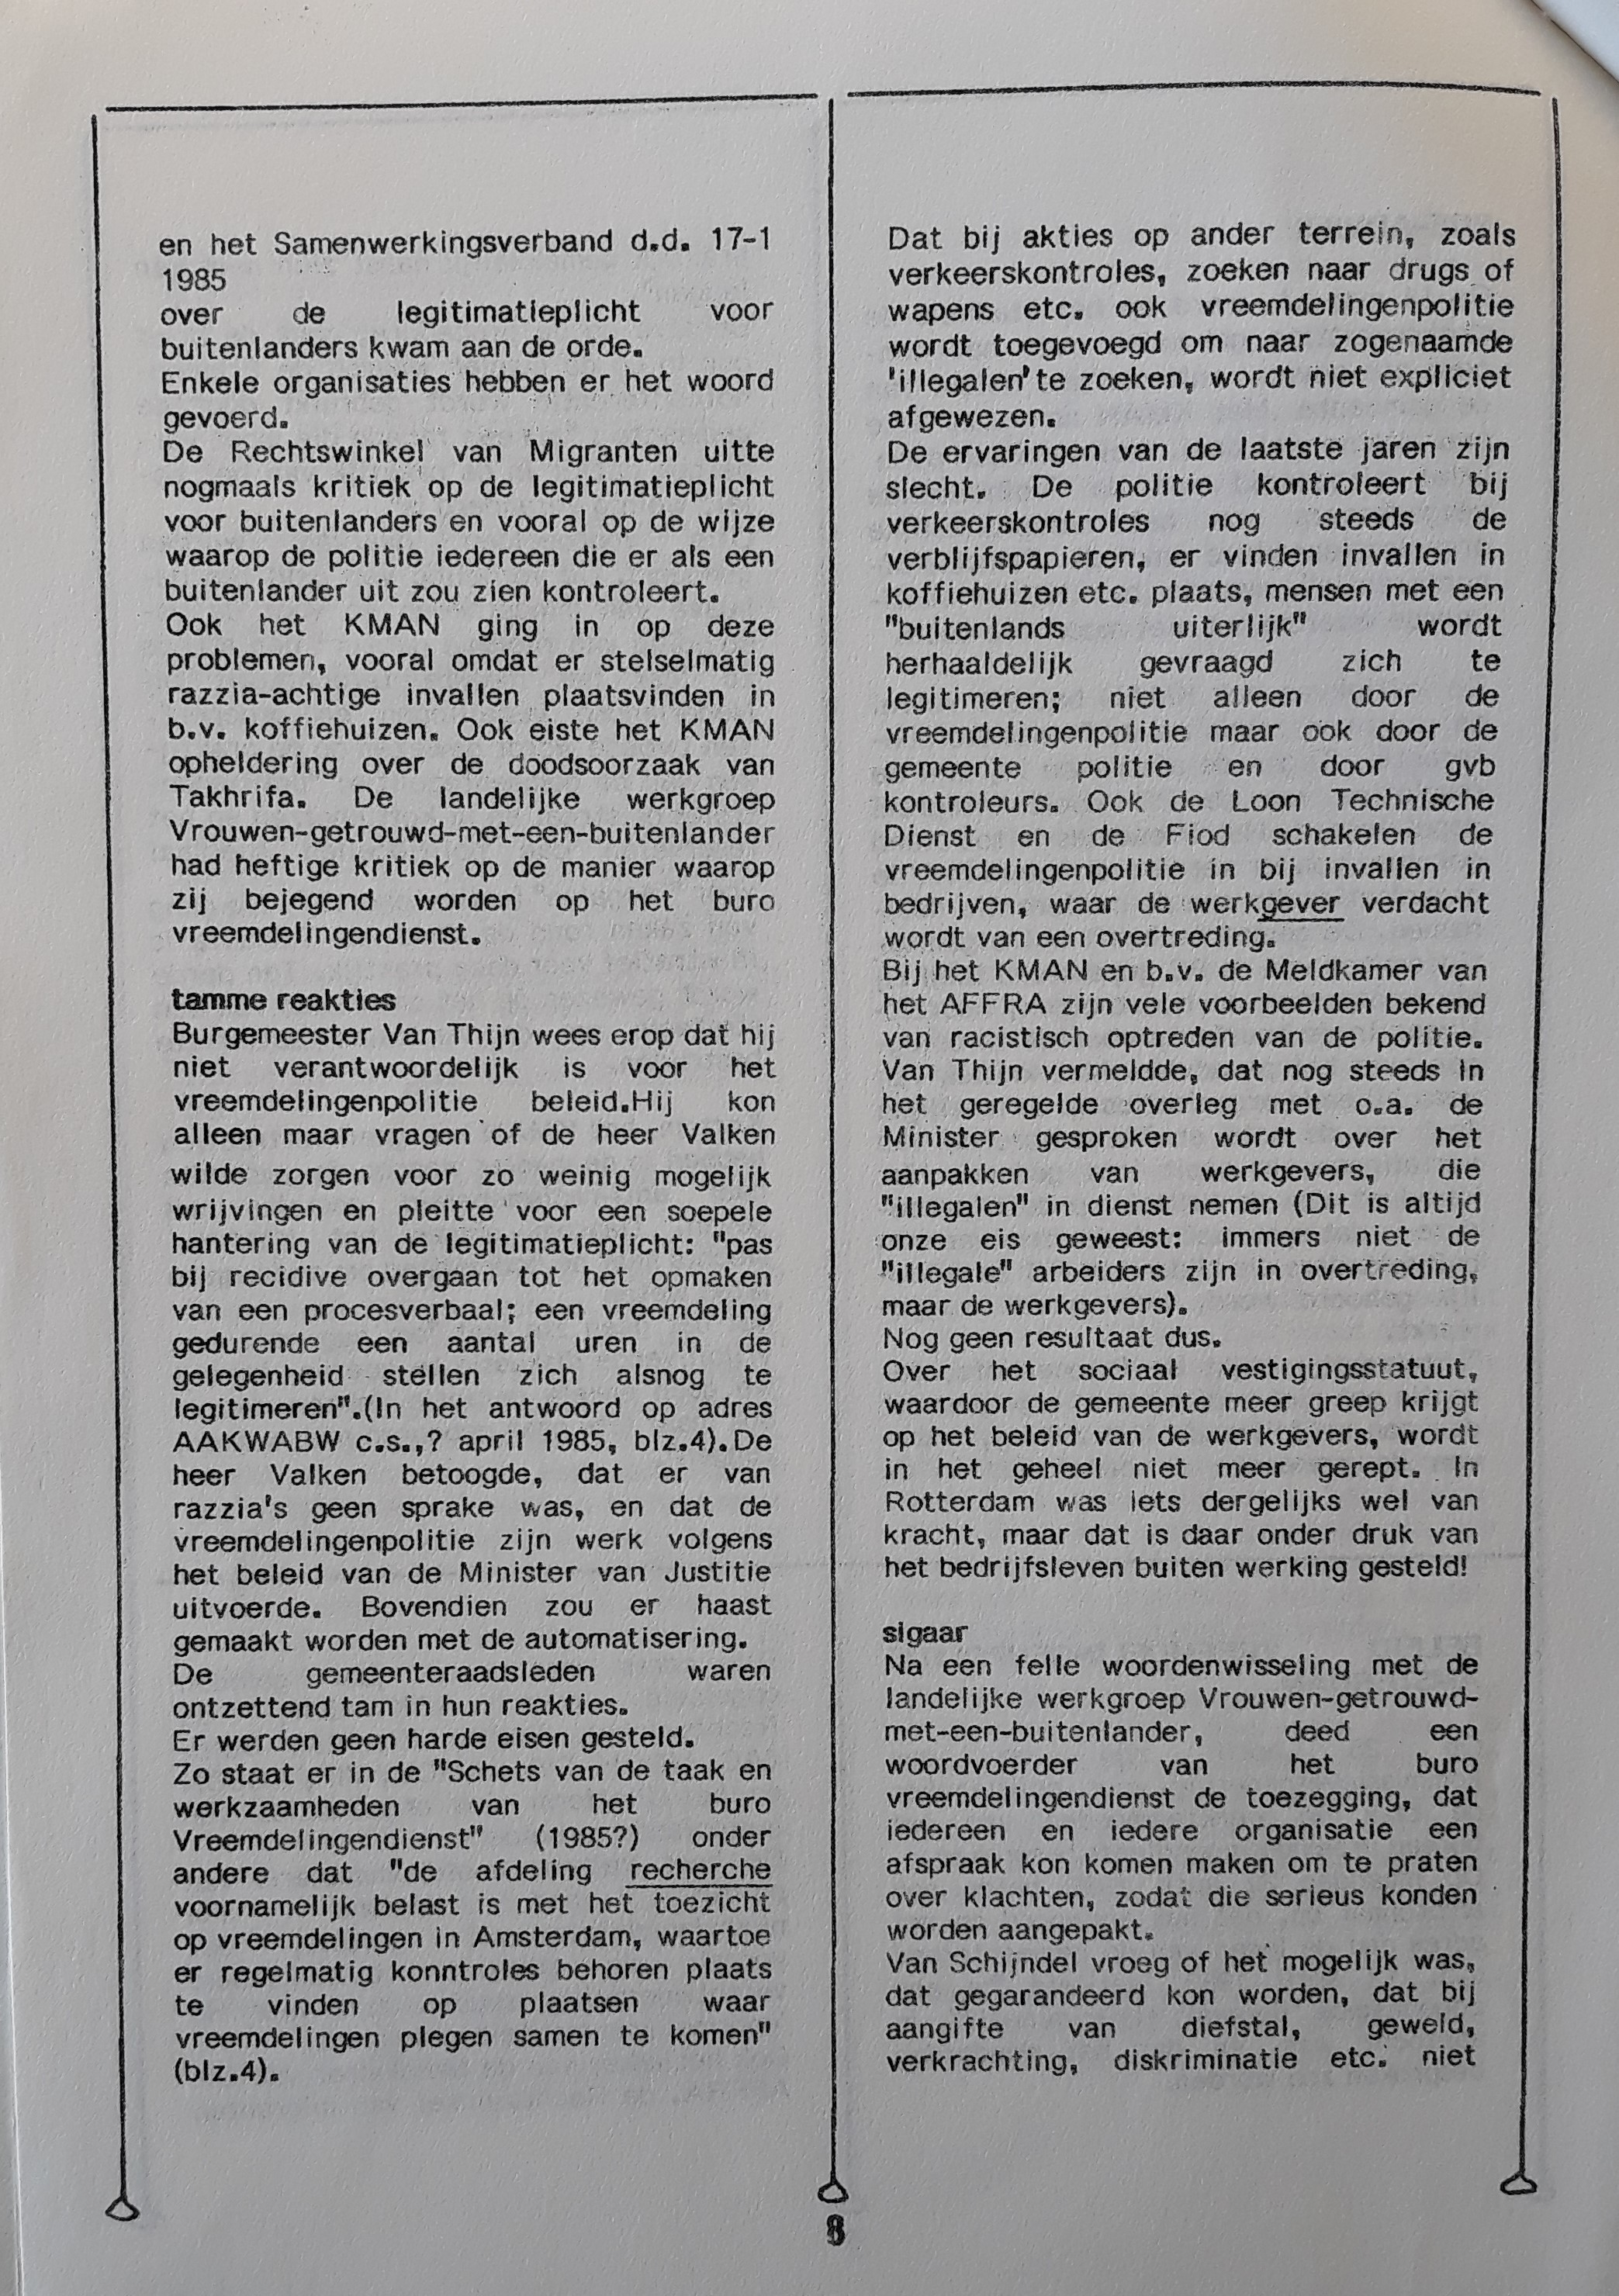 en het Samenwerkingsverband d.d. 17-1
1985
over de legitimatieplicht voor
buitenlanders kwam aan de orde.
Enkele organisaties hebben er het woord
gevoerd.
De Rechtswinkel van Migranten uitte
nogmaals kritiek op de legitimatieplicht
voor buitenlanders en vooral op de wijze
waarop de politie iedereen die er als een
buitenlander uit zou zien kontroleert.
Ook het KMAN ging in op deze
problemen, vooral omdat er stelselmatig
razzia-achtige invallen plaatsvinden in
b.v. koffiehuizen. Ook eiste het KMAN
opheldering over de doodsoorzaak van
Takhrifa. De landelijke werkgroep
Vrouwen-getrouwd-met-een-buitenlander
had heftige kritiek op de manier waarop
zij bejegend worden op het buro
vreemdelingendienst.
tamme reakties
Burgemeester Van Thijn wees erop dat hij
niet verantwoordelijk is voor het
vreemdelingenpolitie beleid.Hij kon
alleen maar vragen of de heer Valken
wilde zorgen voor zo weinig mogelijk
wrijvingen en pleitte voor een soepele
hantering van de legitimatieplicht: "pas
bij recidive overgaan tot het opmaken
van een procesverbaal; een vreemdeling
gedurende een aantal uren in de
gelegenheid stellen zich alsnog te
legitimeren".(In het antwoord op adres
AAKWABW c.s.,? april 1985, blz.4).De
heer Valken betoogde, dat er van
razzia's geen sprake was, en dat de
vreemdelingenpolitie zijn werk volgens
het beleid van de Minister van Justitie
uitvoerde. Bovendien zou er haast
gemaakt worden met de automatisering.
De gemeenteraadsleden waren
ontzettend tam in hun reakties.
Er werden geen harde eisen gesteld.
Zo staat er in de "Schets van de taak en
werkzaamheden van het buro
Vreemdelingendienst" (1985?) onder
andere dat "de afdeling recherche
voornamelijk belast is met het toezicht
op vreemdelingen in Amsterdam, waartoe
er regelmatig konntroles behoren plaats
te vinden op plaatsen waar
vreemdelingen plegen samen te komen"
(blz.4).
Dat bij akties op ander terrein, zoals
verkeerskontroles, zoeken naar drugs of
wapens etc. ook vreemdelingenpolitie
wordt toegevoegd om naar zogenaamde
'illegalen' te zoeken, wordt niet expliciet
afgewezen.
De ervaringen van de laatste jaren zijn
slecht. De politie kontroleert bij
verkeerskontroles nog steeds de
verblijfspapieren, er vinden invallen in
koffiehuizen etc. plaats, mensen met een
"buitenlands uiterlijk" wordt
herhaaldelijk gevraagd zich te
legitimeren; niet alleen door de
vreemdelingenpolitie maar ook door de
gemeente politie en door gvb
kontroleurs. Ook de Loon Technische
Dienst en de Fiod schakelen de
vreemdelingenpolitie in bij invallen in
bedrijven, waar de werkgever verdacht
wordt van een overtreding.
Bij het KMAN en b.v. de Meldkamer van
het AFFRA zijn vele voorbeelden bekend
van racistisch optreden van de politie.
Van Thijn vermeldde, dat nog steeds in
het geregelde overleg met o.a. de
Minister gesproken wordt over het
aanpakken van werkgevers, die
"illegalen" in dienst nemen (Dit is altijd
onze eis geweest: immers niet de
"illegale" arbeiders zijn in overtreding,
maar de werkgevers).
Nog geen resultaat dus.
Over het sociaal vestigingsstatuut,
waardoor de gemeente meer greep krijgt
op het beleid van de werkgevers, wordt
in het geheel niet meer gerept. In
Rotterdam was iets dergelijks wel van
kracht, maar dat is daar onder druk van
het bedrijfsleven buiten werking gesteld!
sigaar
Na een felle woordenwisseling met de
landelijke werkgroep Vrouwen-getrouwd-
met-een-buitenlander, deed een
woordvoerder van het buro
vreemdelingendienst de toezegging, dat
iedereen en iedere organisatie een
afspraak kon komen maken om te praten
over klachten, zodat die serieus konden
worden aangepakt.
Van Schijndel vroeg of het mogelijk was,
dat gegarandeerd kon worden, dat bij
aangifte van diefstal, geweld,
verkrachting, diskriminatie etc. niet